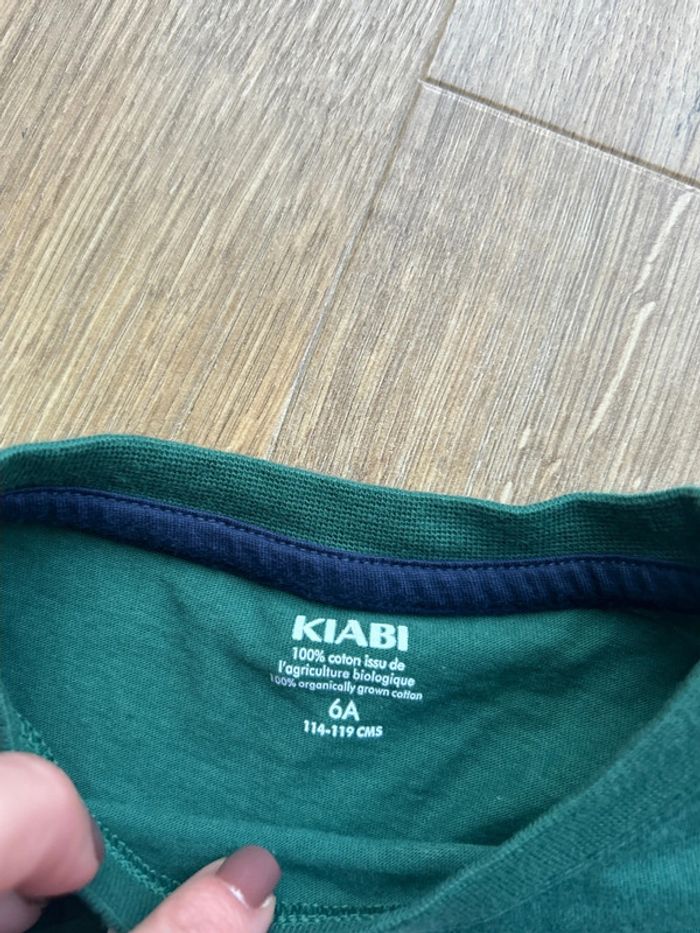 KIABI
100% coton issu de
l'agriculture biologique
100% organically grown cotton
6A
114-119 CMS